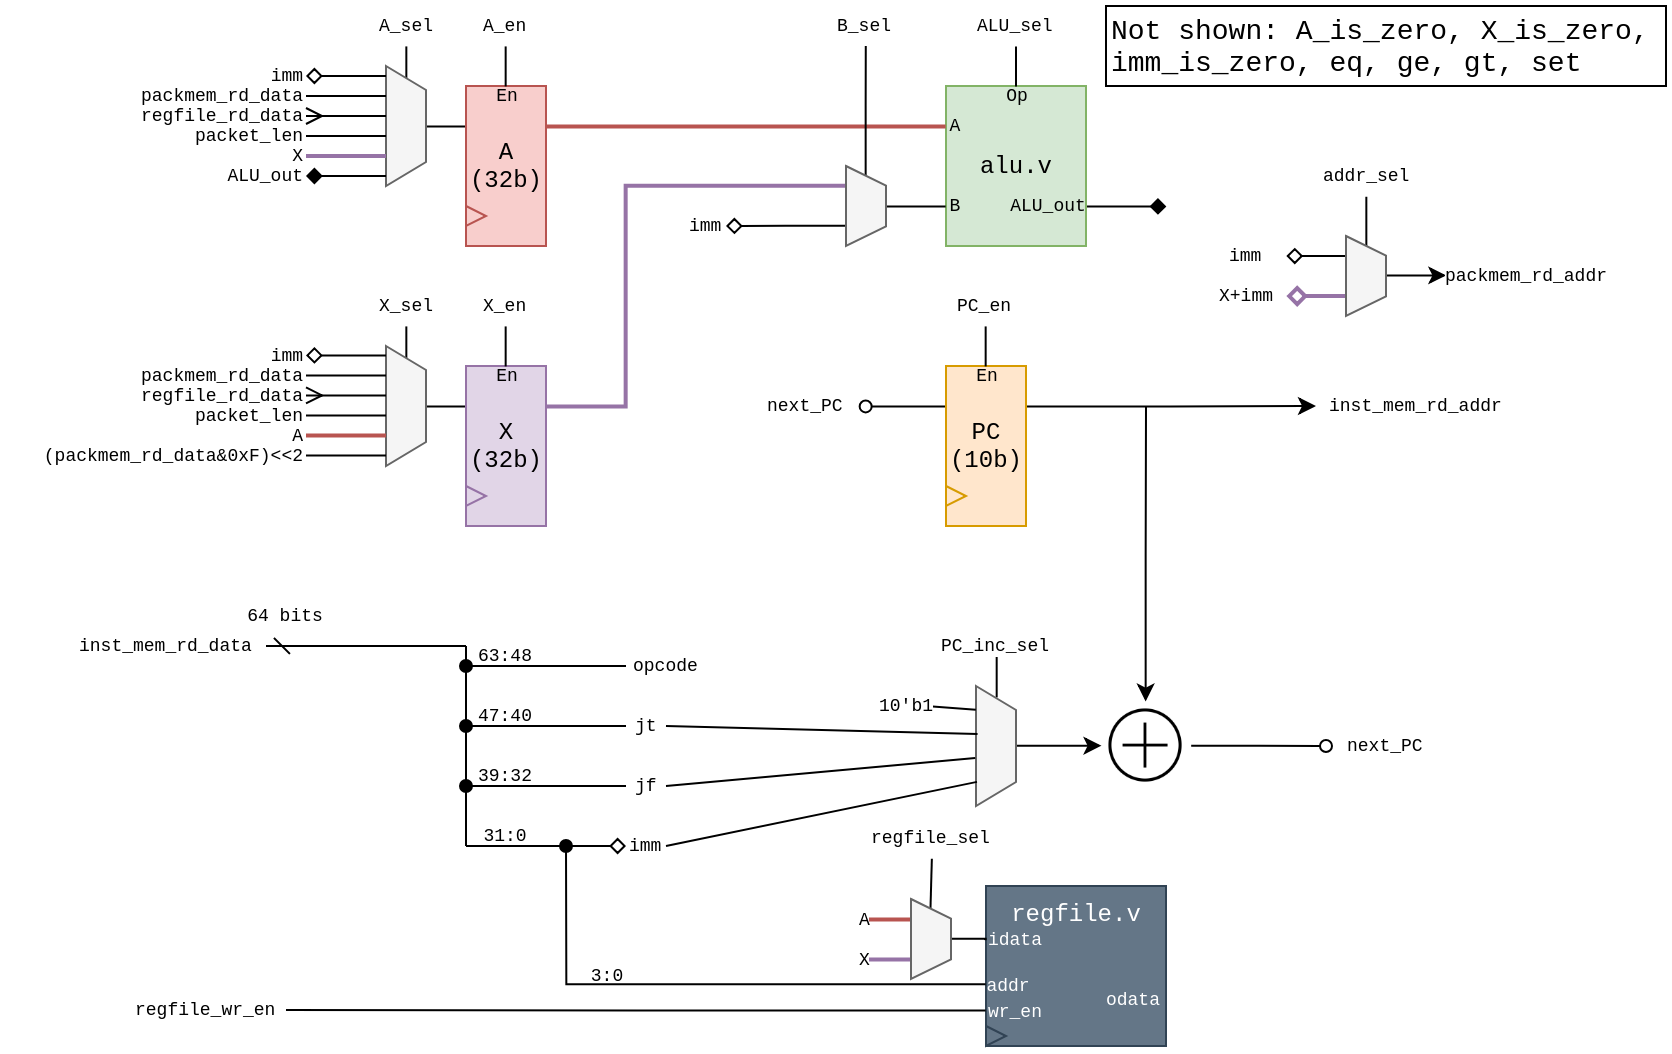 A_sel
A_en
B_sel
ALU_sel
Not shown: A_is_zero, X_is_zero,
imm_is_zero, eq, ge, gt, set
imm
packmem_rd_data
regfile_rd_data
packet_len
X
ALU_out
En
A
(32b)
Op
A
alu.v
B
ALU_out
imm
addr_sel
imm
X+imm
packmem_rd_addr
X_sel
X_en
PC_en
imm
packmem_rd_data
regfile_rd_data
packet_len
A
(packmem_rd_data&0xF)<<2
En
X
(32b)
next_PC
En
PC
(10b)
inst_mem_rd_addr
64 bits
inst_mem_rd_data
63:48
opcode
47:40
jt
39:32
jf
31:0
imm
PC_inc_sel
10'b1
next_PC
regfile_sel
A
X
regfile.v
idata
addr
wr_en
odata
3:0
regfile_wr_en